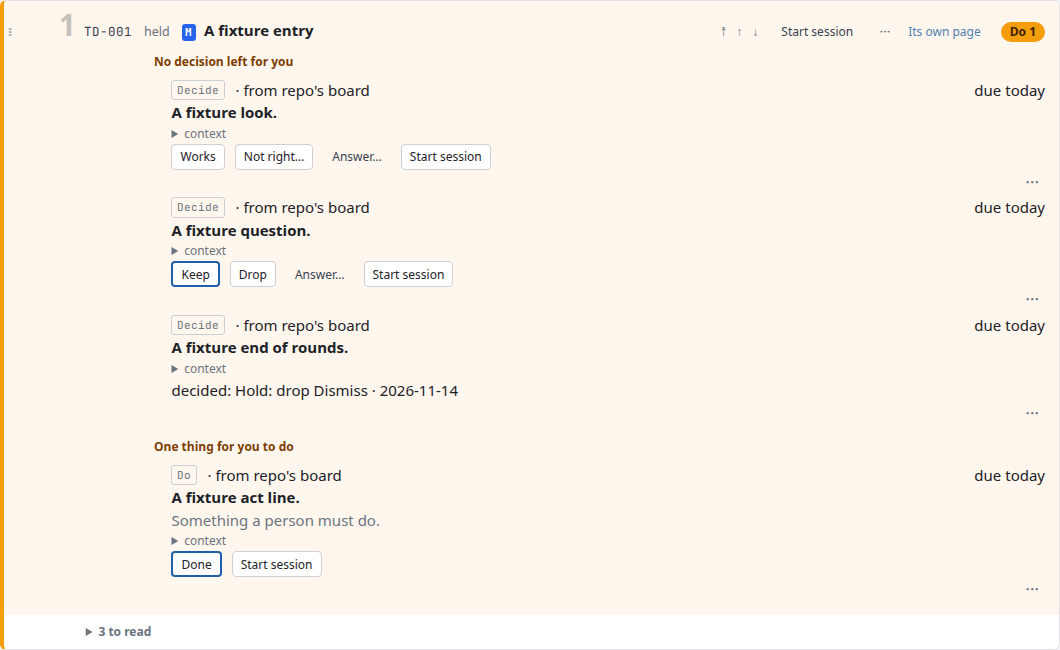 1 TD-001 held M A fixture entry ↑ ↑ ↓ Start session ... Its own page Do 1
No decision left for you
Decide · from repo's board due today
A fixture look.
▶ context
Works Not right... Answer... Start session
...
Decide · from repo's board due today
A fixture question.
▶ context
Keep Drop Answer... Start session
...
Decide · from repo's board due today
A fixture end of rounds.
▶ context
decided: Hold: drop Dismiss · 2026-11-14
...
One thing for you to do
Do · from repo's board due today
A fixture act line.
Something a person must do.
▶ context
Done Start session
...
▶ 3 to read